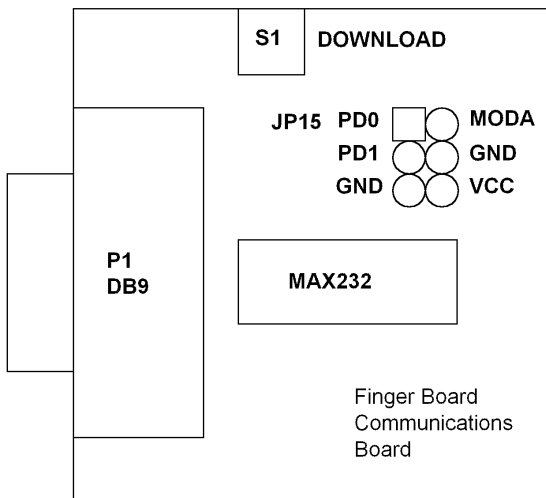 S1 DOWNLOAD
JP15 PD0 MODA
PD1 GND
GND VCC
P1
DB9
MAX232
Finger Board
Communications
Board